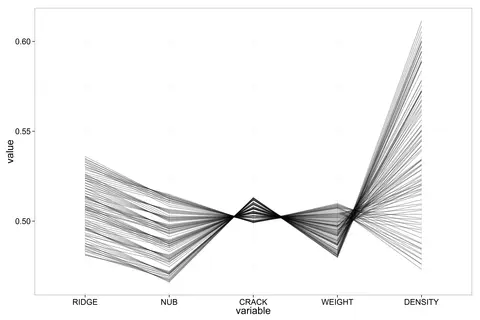 0.60
0.55
0.50
value
RIDGE NUB CRACK WEIGHT DENSITY
variable